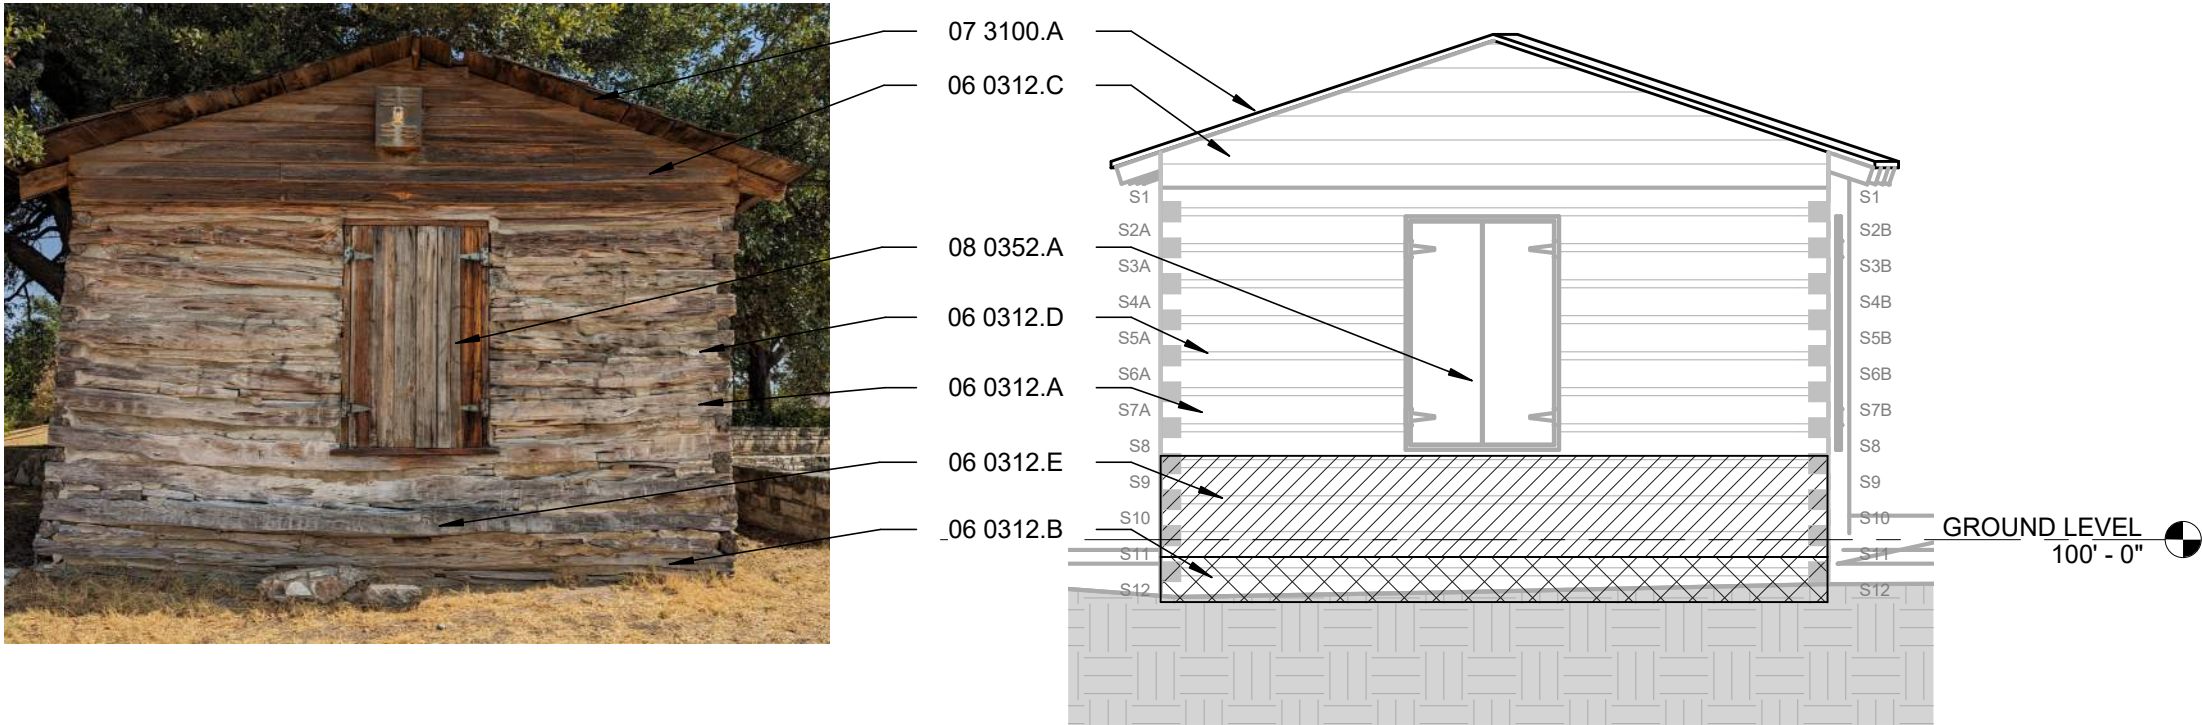 07 3100.A
06 0312.C
08 0352.A
06 0312.D
06 0312.A
06 0312.E
06 0312.B
S1
S2A
S3A
S4A
S5A
S6A
S7A
S8
S9
S10
S11
S12
S1
S2B
S3B
S4B
S5B
S6B
S7B
S8
S9
S10
S11
S12
GROUND LEVEL
100' - 0"